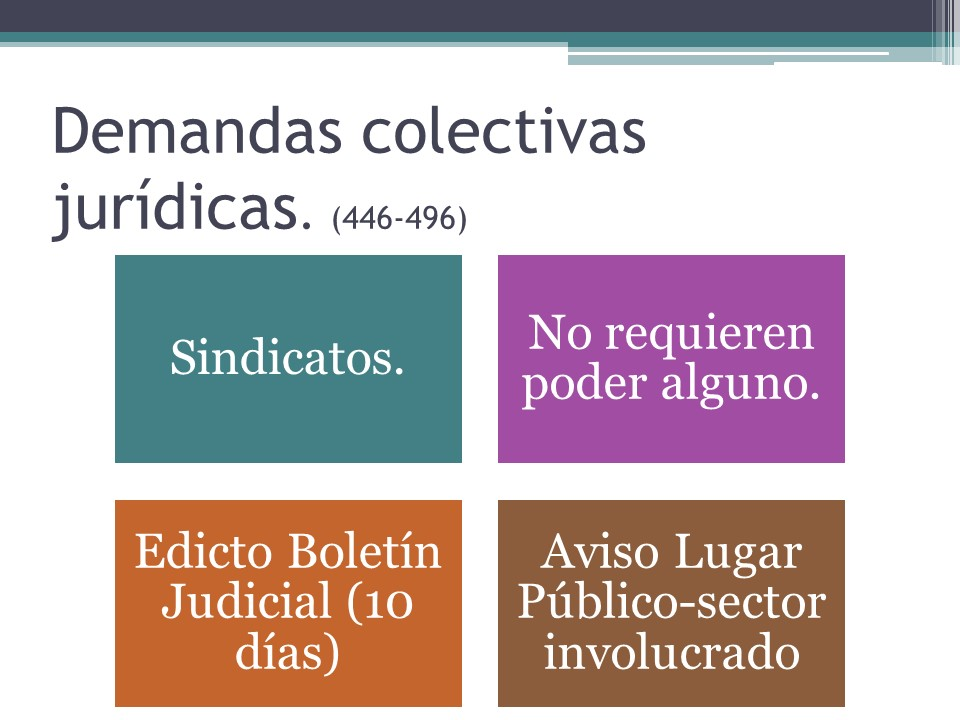 Demandas colectivas
jurídicas. (446-496)
Sindicatos.
No requieren
poder alguno.
Edicto Boletín
Judicial (10
días)
Aviso Lugar
Público-sector
involucrado